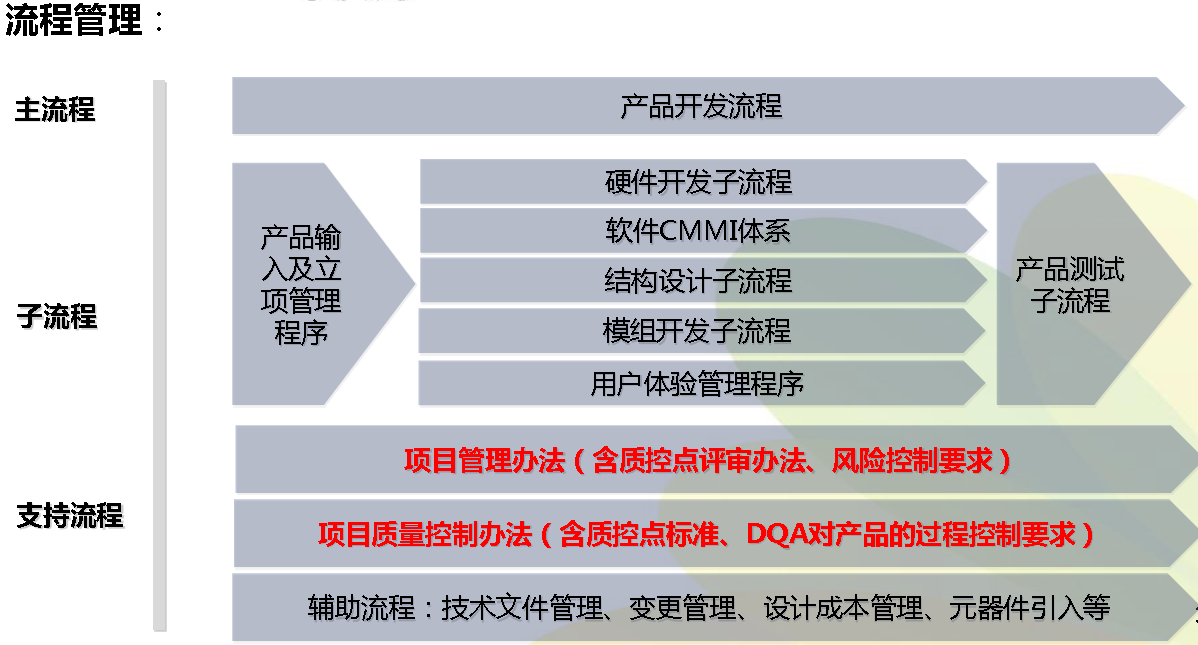 流程管理：
主流程
产品开发流程
子流程
产品输
入及立
项管理
程序
硬件开发子流程
软件CMMI体系
结构设计子流程
模组开发子流程
用户体验管理程序
产品测试
子流程
支持流程
项目管理办法（含质控点评审办法、风险控制要求）
项目质量控制办法（含质控点标准、DQA对产品的过程控制要求）
辅助流程：技术文件管理、变更管理、设计成本管理、元器件引入等